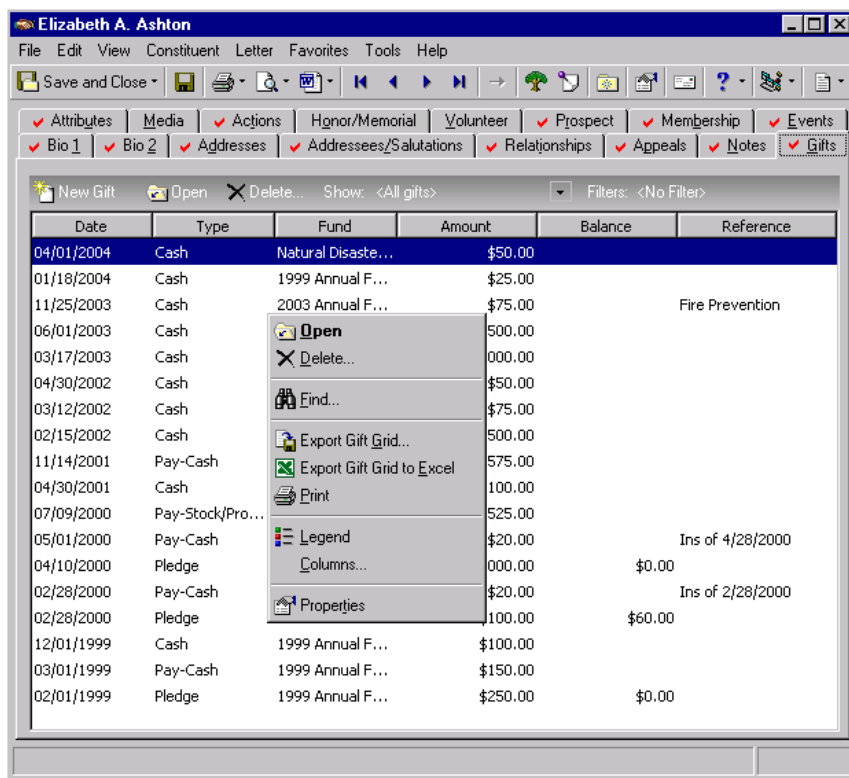 Elizabeth A. Ashton
File Edit View Constituent Letter Favorites Tools Help
Save and Close
Attributes Media Actions Honor/Memorial Volunteer Prospect Membership Events
Bio 1 Bio 2 Addresses Addressees/Salutations Relationships Appeals Notes Gifts
New Gift Open Delete... Show: <All gifts> Filters: <No Filter>
Date Type Fund Amount Balance Reference
04/01/2004 Cash Natural Disaste... $50.00
01/18/2004 Cash 1999 Annual F... $25.00
11/25/2003 Cash 2003 Annual F... $75.00 Fire Prevention
06/01/2003 Cash 500.00
03/17/2003 Cash 000.00
04/30/2002 Cash $50.00
03/12/2002 Cash $75.00
02/15/2002 Cash 500.00
11/14/2001 Pay-Cash 575.00
04/30/2001 Cash 100.00
07/09/2000 Pay-Stock/Pro... 525.00
05/01/2000 Pay-Cash $20.00 Ins of 4/28/2000
04/10/2000 Pledge 000.00 $0.00
02/28/2000 Pay-Cash $20.00 Ins of 2/28/2000
02/28/2000 Pledge $100.00 $60.00
12/01/1999 Cash 1999 Annual F... $100.00
03/01/1999 Pay-Cash 1999 Annual F... $150.00
02/01/1999 Pledge 1999 Annual F... $250.00 $0.00
Open
Delete...
Find...
Export Gift Grid...
Export Gift Grid to Excel
Print
Legend
Columns...
Properties